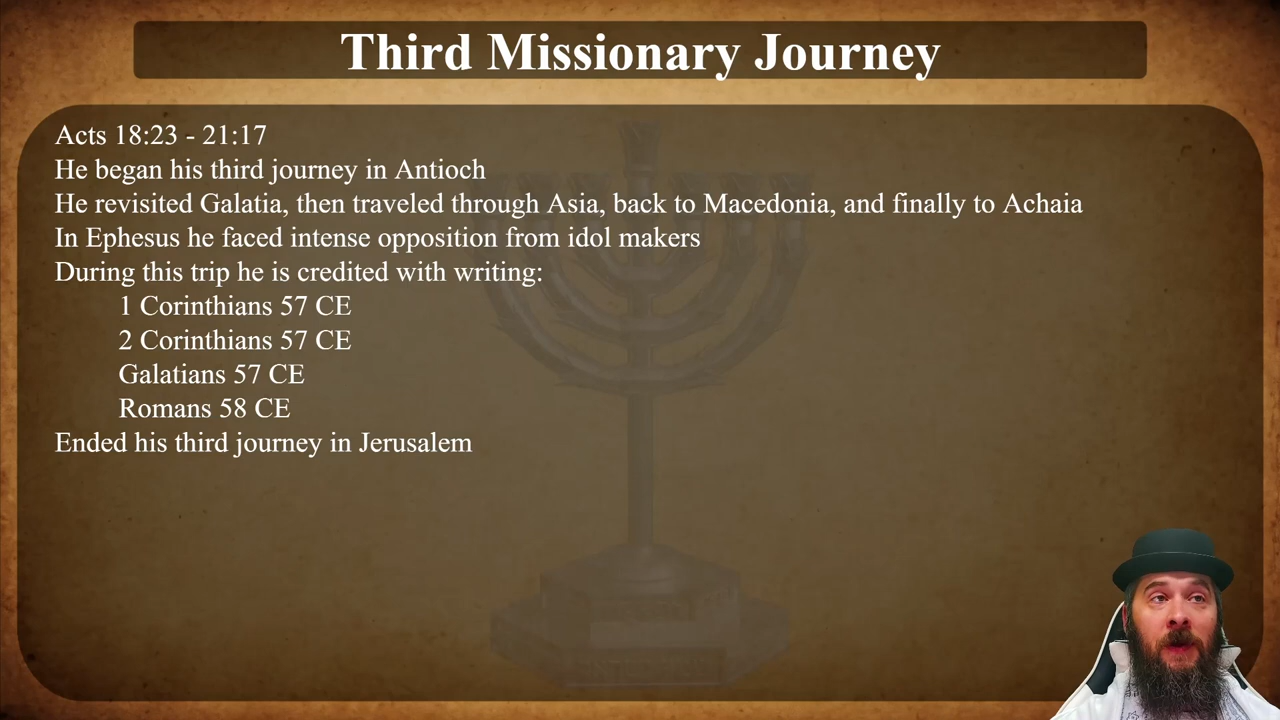 Third Missionary Journey
Acts 18:23 - 21:17
He began his third journey in Antioch
He revisited Galatia, then traveled through Asia, back to Macedonia, and finally to Achaia
In Ephesus he faced intense opposition from idol makers
During this trip he is credited with writing:
1 Corinthians 57 CE
2 Corinthians 57 CE
Galatians 57 CE
Romans 58 CE
Ended his third journey in Jerusalem